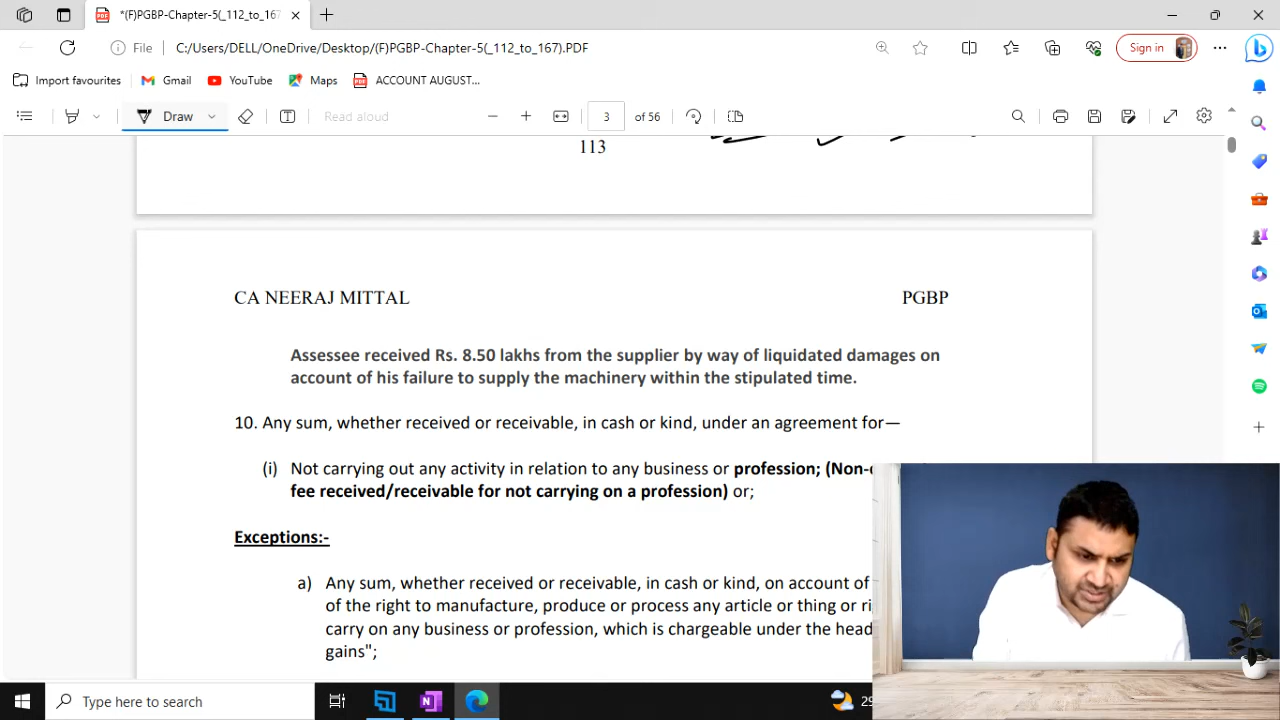 *(F)PGBP-Chapter-5(_112_to_167
File
C:/Users/DELL/OneDrive/Desktop/(F)PGBP-Chapter-5(_112_to_167).PDF
Sign in
Import favourites
Gmail
YouTube
Maps
ACCOUNT AUGUST...
Draw
Read aloud
3 of 56
113
CA NEERAJ MITTAL PGBP
Assessee received Rs. 8.50 lakhs from the supplier by way of liquidated damages on
account of his failure to supply the machinery within the stipulated time.
10. Any sum, whether received or receivable, in cash or kind, under an agreement for—
(i) Not carrying out any activity in relation to any business or profession; (Non-
fee received/receivable for not carrying on a profession) or;
Exceptions:-
a) Any sum, whether received or receivable, in cash or kind, on account of
of the right to manufacture, produce or process any article or thing or
carry on any business or profession, which is chargeable under the head
gains";
Type here to search